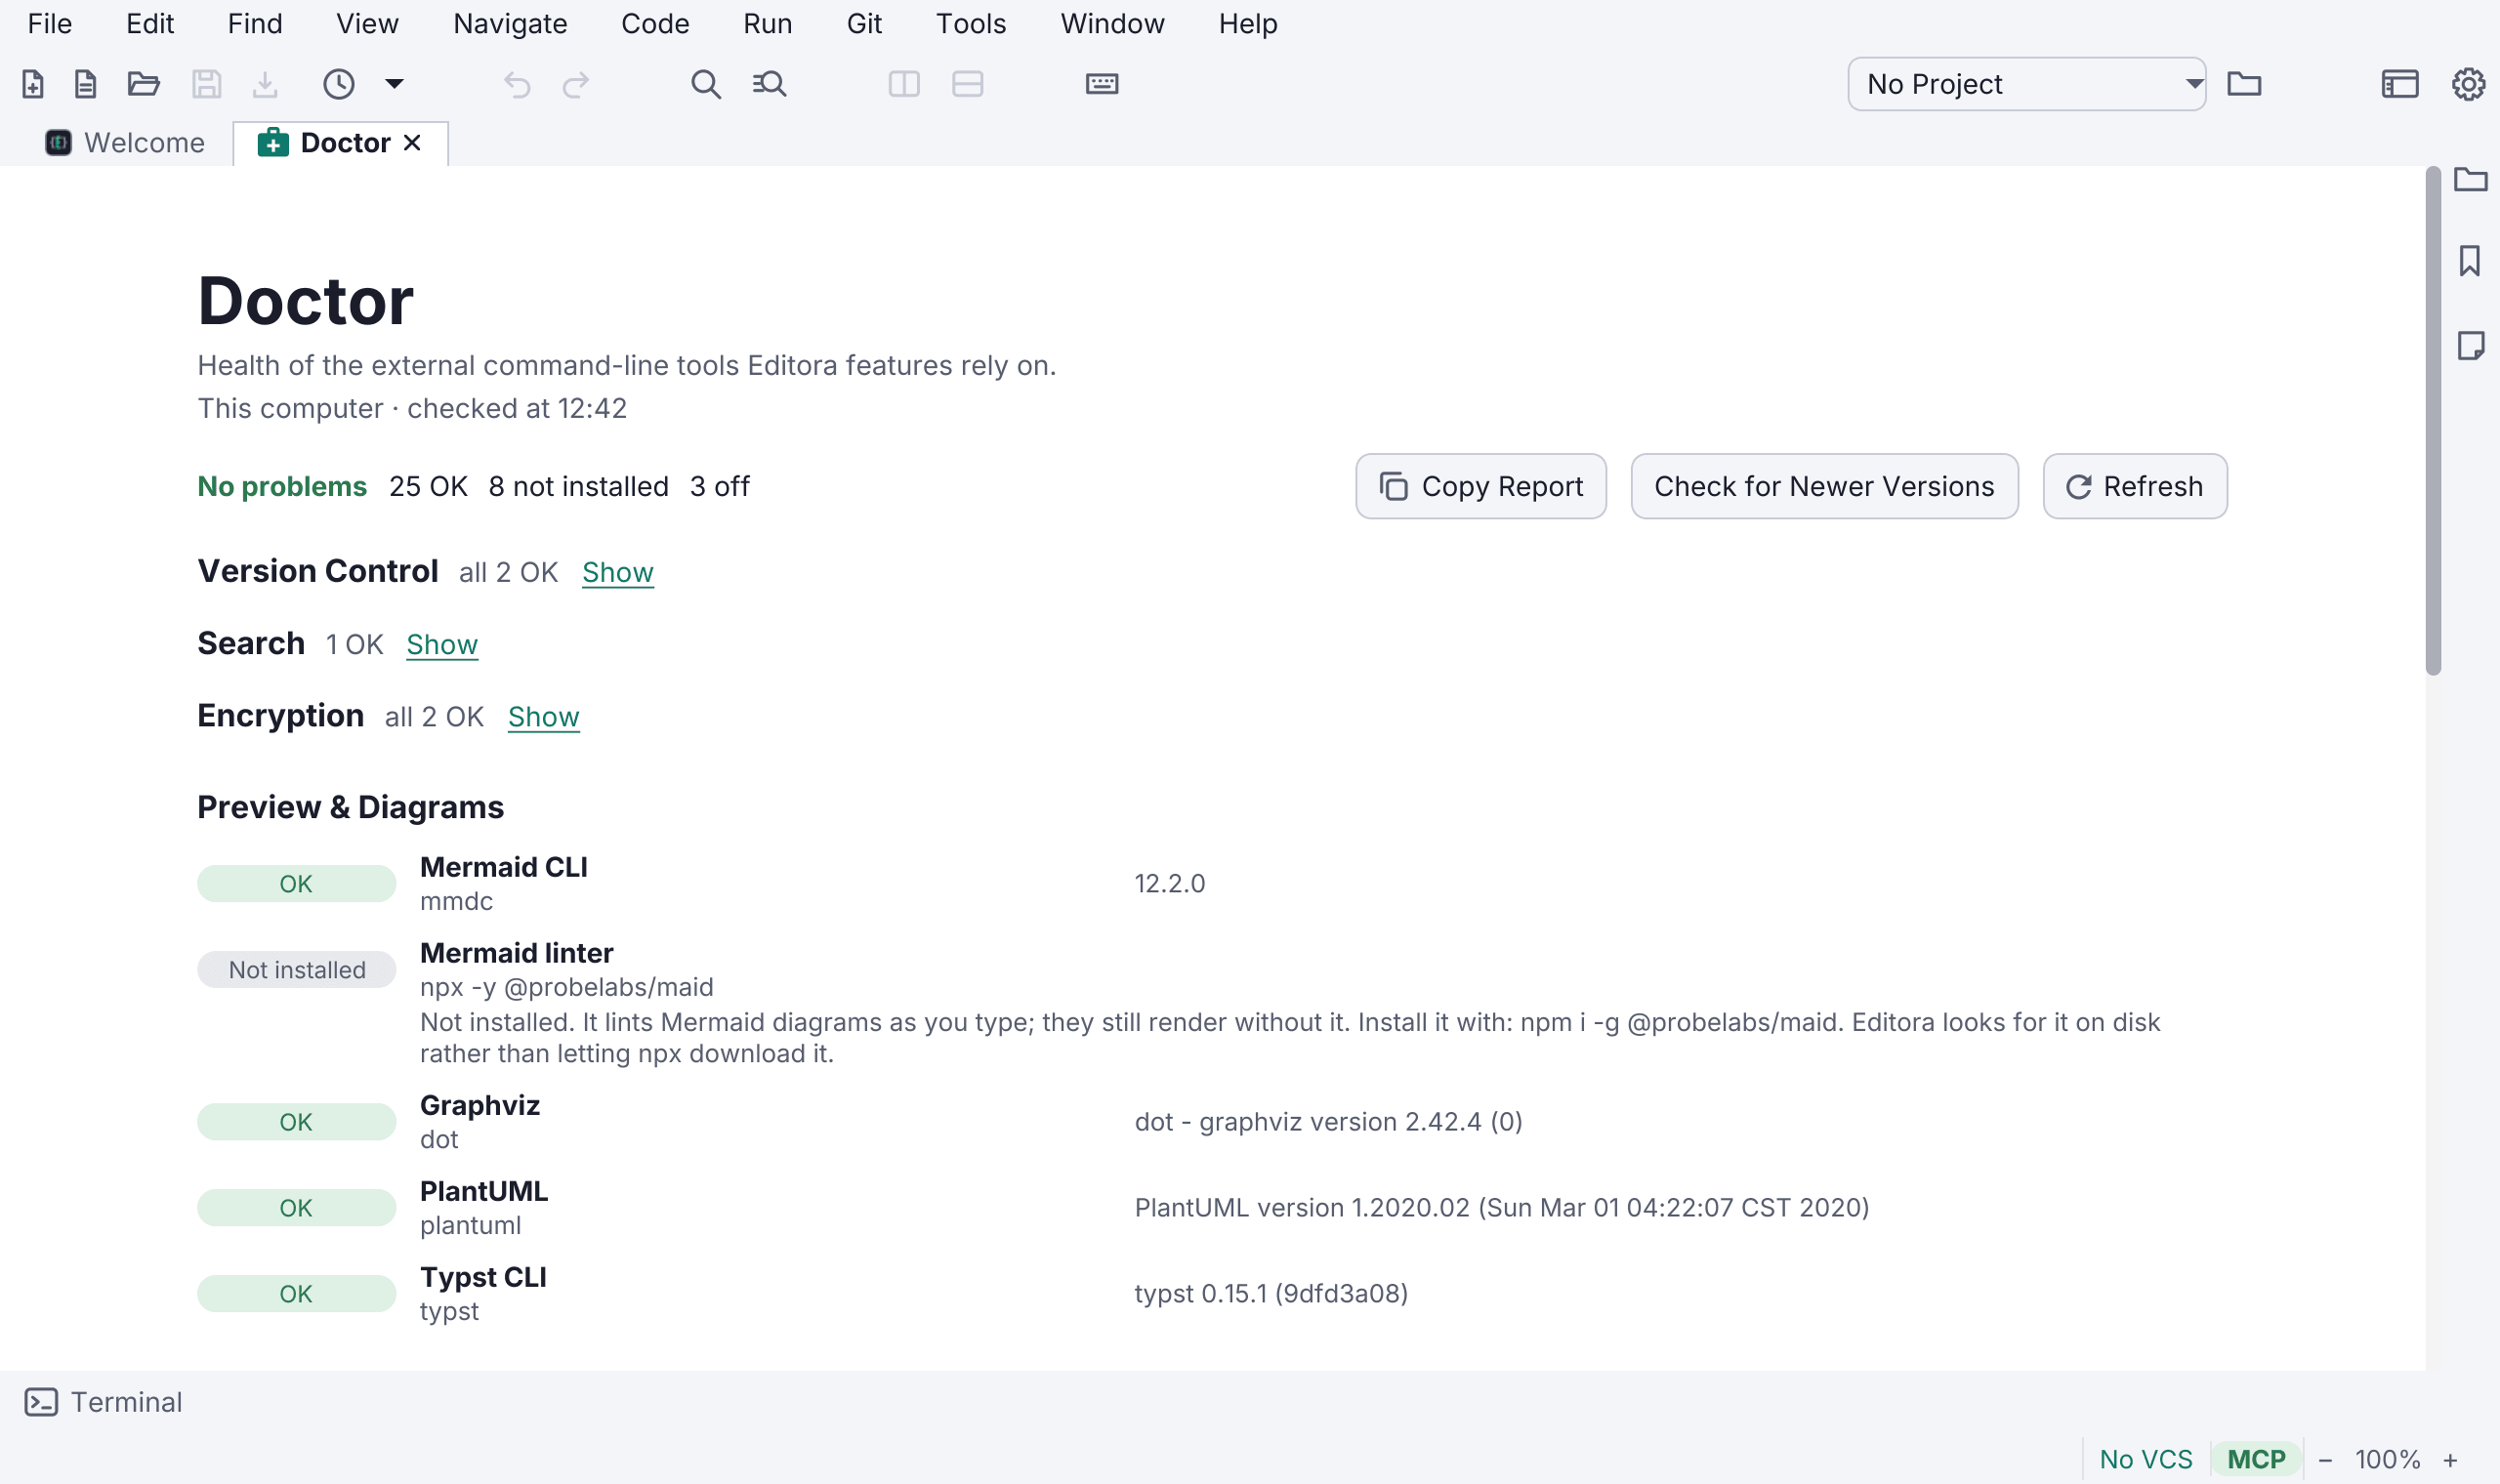 File Edit Find View Navigate Code Run Git Tools Window Help
No Project
Welcome Doctor
Doctor
Health of the external command-line tools Editora features rely on.
This computer · checked at 12:42
No problems 25 OK 8 not installed 3 off Copy Report Check for Newer Versions Refresh
Version Control all 2 OK Show
Search 1 OK Show
Encryption all 2 OK Show
Preview & Diagrams
OK Mermaid CLI 12.2.0
mmdc
Not installed Mermaid linter
npx -y @probelabs/maid
Not installed. It lints Mermaid diagrams as you type; they still render without it. Install it with: npm i -g @probelabs/maid. Editora looks for it on disk
rather than letting npx download it.
OK Graphviz dot - graphviz version 2.42.4 (0)
dot
OK PlantUML PlantUML version 1.2020.02 (Sun Mar 01 04:22:07 CST 2020)
plantuml
OK Typst CLI typst 0.15.1 (9dfd3a08)
typst
Terminal
No VCS MCP − 100% +